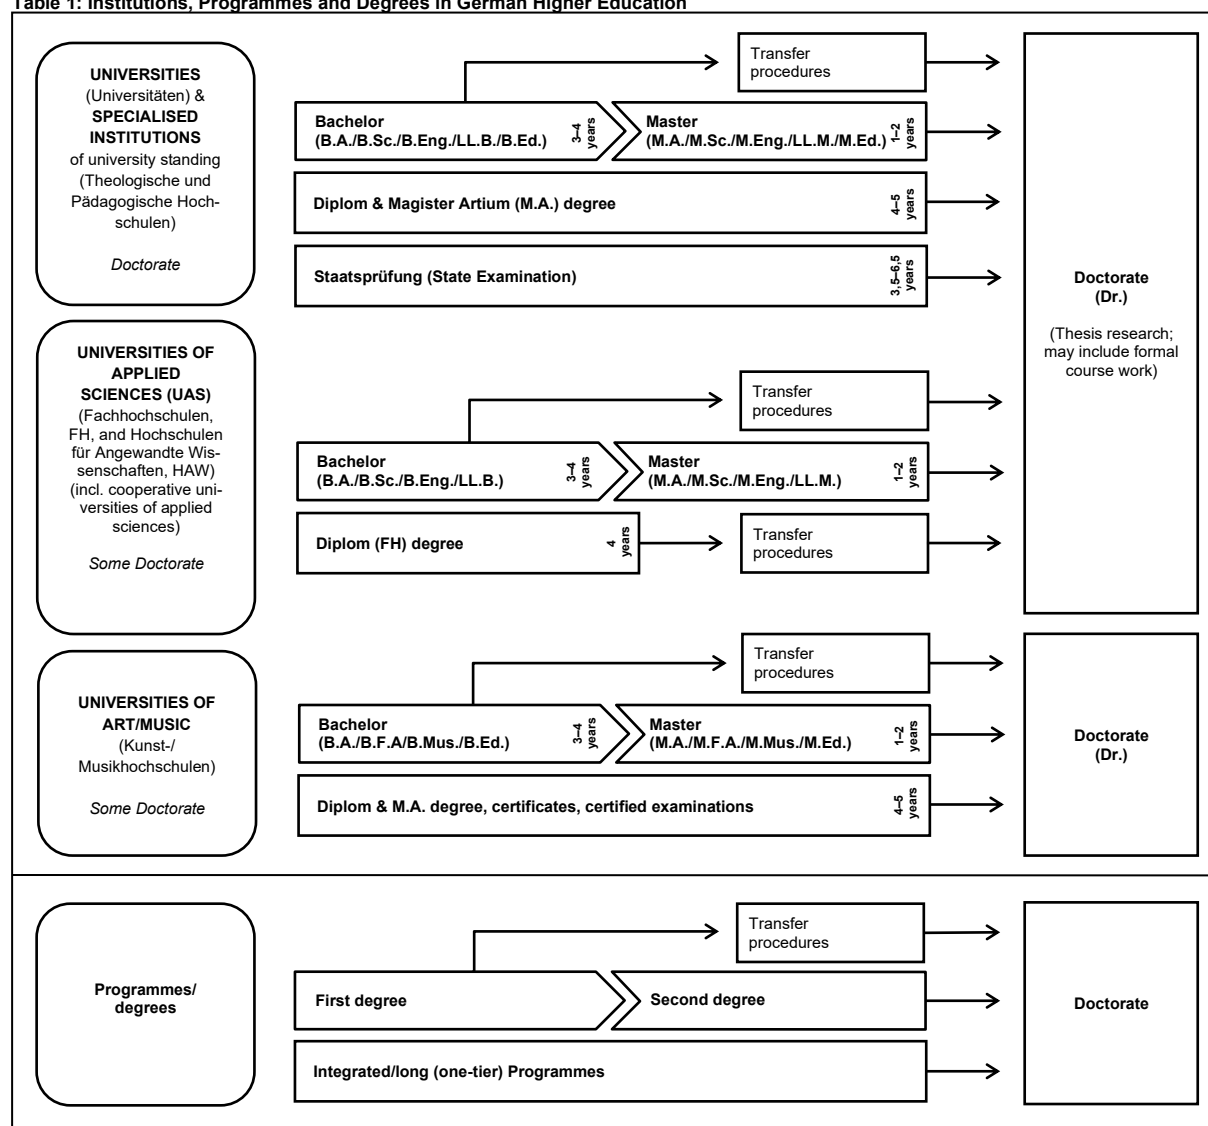 Table 1: Institutions, Programmes and Degrees in German Higher Education
UNIVERSITIES
(Universitäten) &
SPECIALISED
INSTITUTIONS
of university standing
(Theologische und
Pädagogische Hoch-
schulen)
Doctorate
Transfer
procedures
Bachelor
(B.A./B.Sc./B.Eng./LL.B./B.Ed.)
3–4
years
Master
(M.A./M.Sc./M.Eng./LL.M./M.Ed.)
1–2
years
Diplom & Magister Artium (M.A.) degree
4–5
years
Staatsprüfung (State Examination)
3,5–6,5
years
Doctorate
(Dr.)
(Thesis research;
may include formal
course work)
UNIVERSITIES OF
APPLIED
SCIENCES (UAS)
(Fachhochschulen,
FH, and Hochschulen
für Angewandte Wis-
senschaften, HAW)
(incl. cooperative uni-
versities of applied
sciences)
Some Doctorate
Transfer
procedures
Bachelor
(B.A./B.Sc./B.Eng./LL.B.)
3–4
years
Master
(M.A./M.Sc./M.Eng./LL.M.)
1–2
years
Diplom (FH) degree
4
years
Transfer
procedures
UNIVERSITIES OF
ART/MUSIC
(Kunst-/
Musikhochschulen)
Some Doctorate
Transfer
procedures
Bachelor
(B.A./B.F.A/B.Mus./B.Ed.)
3–4
years
Master
(M.A./M.F.A./M.Mus./M.Ed.)
1–2
years
Diplom & M.A. degree, certificates, certified examinations
4–5
years
Doctorate
(Dr.)
Programmes/
degrees
Transfer
procedures
First degree
Second degree
Integrated/long (one-tier) Programmes
Doctorate